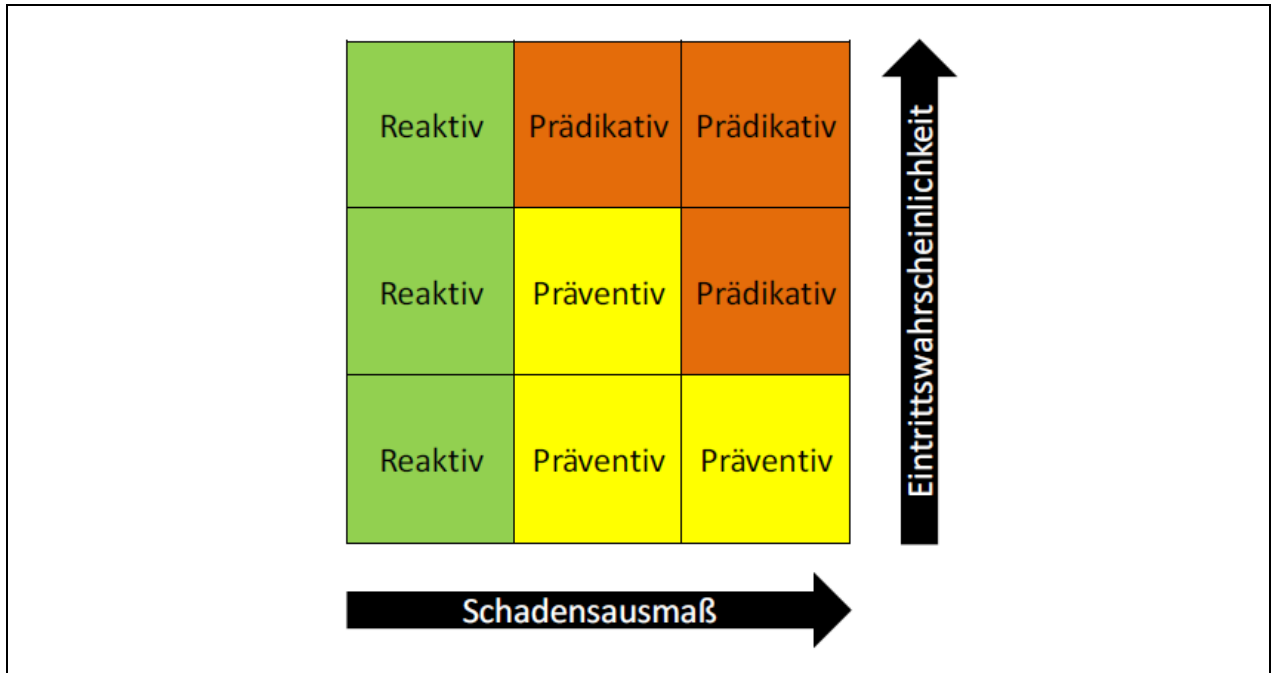 Reaktiv Prädikativ Prädikativ
Reaktiv Präventiv Prädikativ
Reaktiv Präventiv Präventiv
Eintrittswahrscheinlichkeit
Schadensausmaß